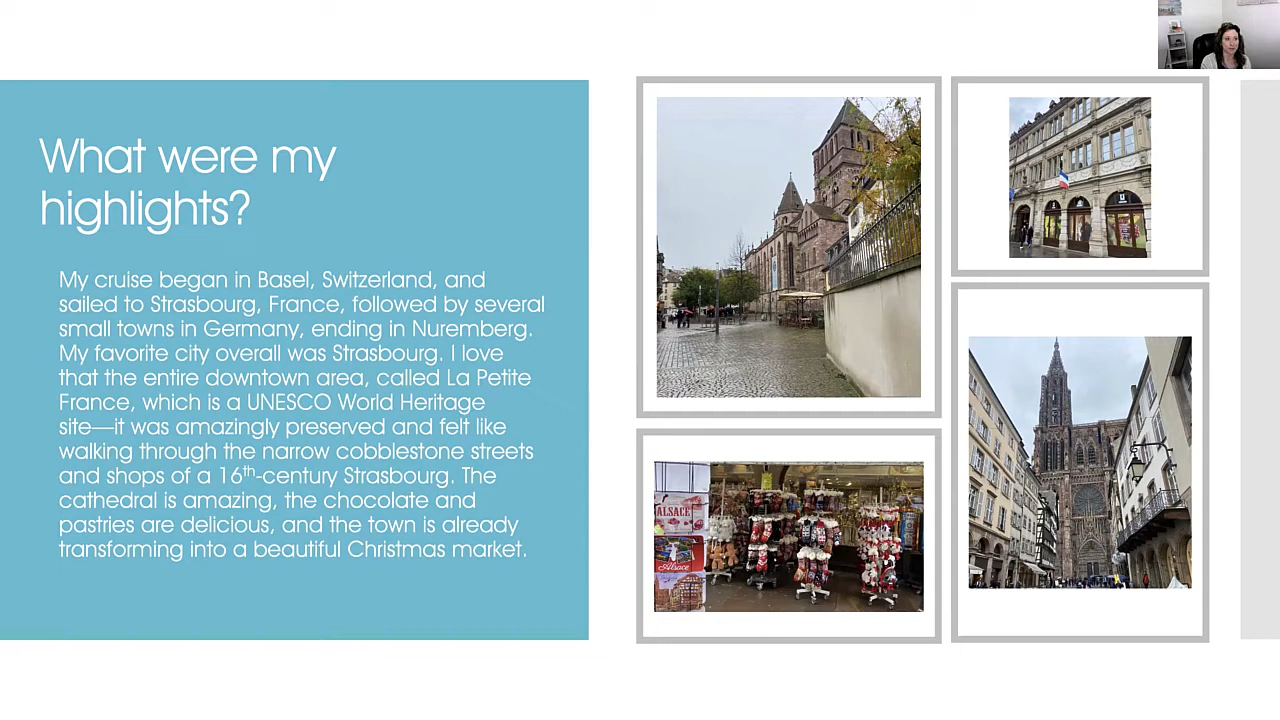 What were my
highlights?
My cruise began in Basel, Switzerland, and
sailed to Strasbourg, France, followed by several
small towns in Germany, ending in Nuremberg.
My favorite city overall was Strasbourg. I love
that the entire downtown area, called La Petite
France, which is a UNESCO World Heritage
site—it was amazingly preserved and felt like
walking through the narrow cobblestone streets
and shops of a 16th-century Strasbourg. The
cathedral is amazing, the chocolate and
pastries are delicious, and the town is already
transforming into a beautiful Christmas market.
ALSACE
Alsace